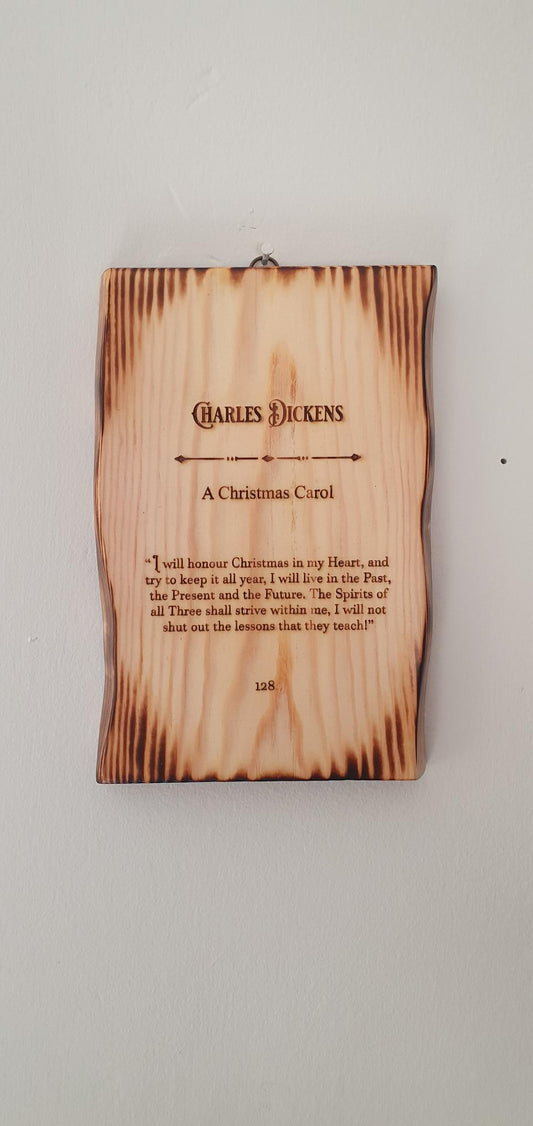 CHARLES DICKENS
A Christmas Carol
“I will honour Christmas in my Heart, and
try to keep it all year, I will live in the Past,
the Present and the Future. The Spirits of
all Three shall strive within me, I will not
shut out the lessons that they teach!”
128